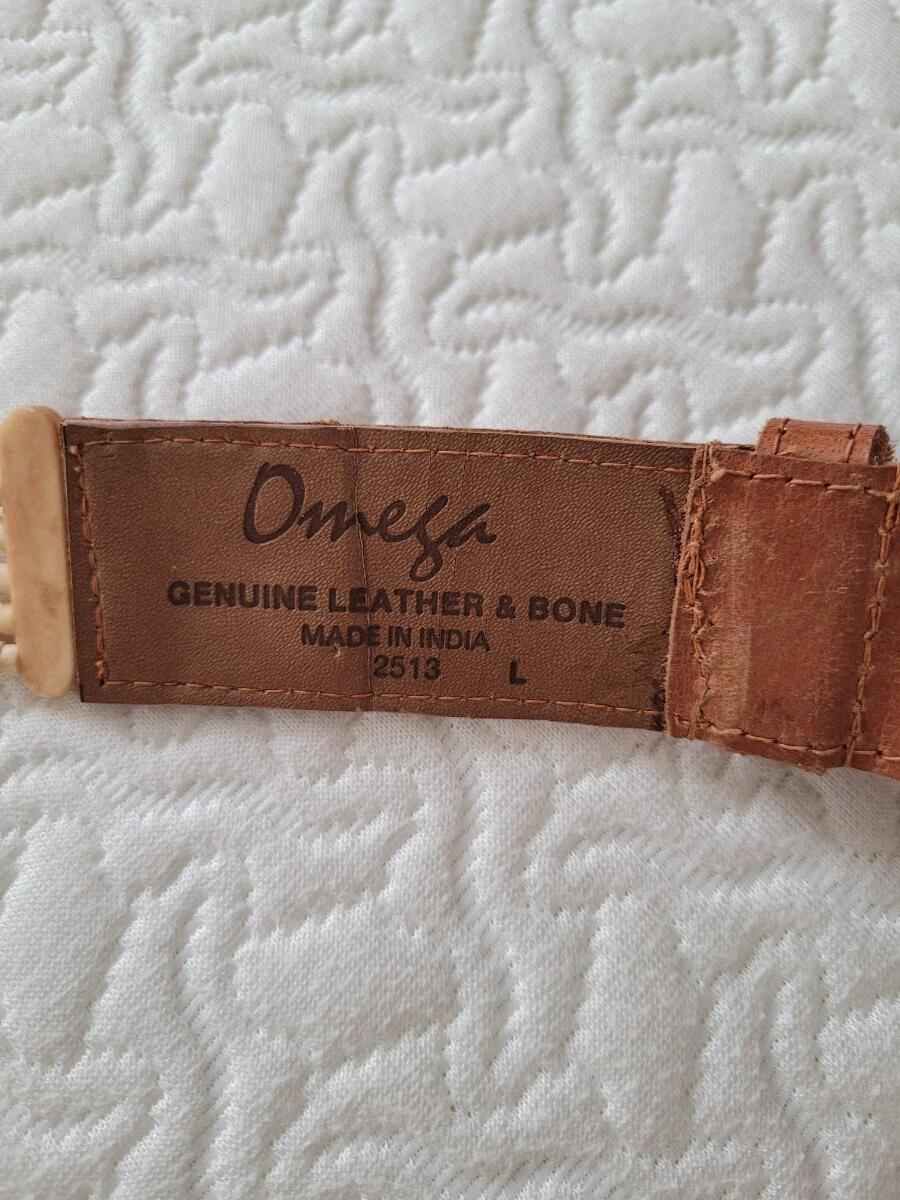 Omega
GENUINE LEATHER & BONE
MADE IN INDIA
2513 L